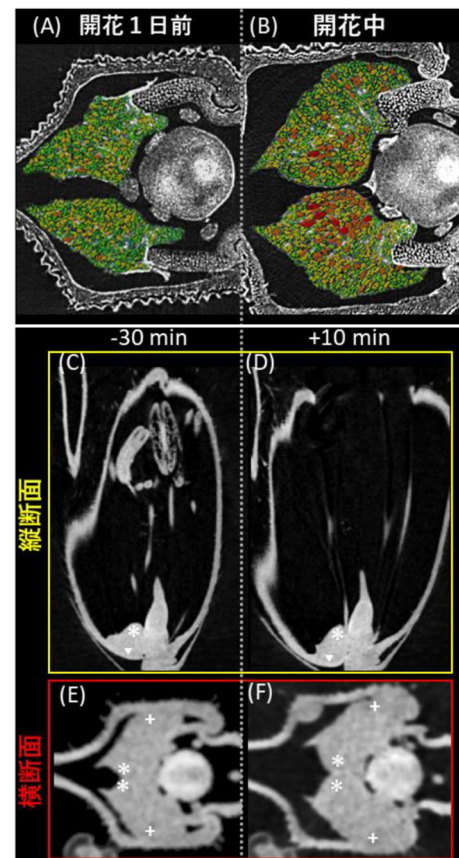 (A) 開花1日前
(B) 開花中
-30 min
+10 min
(C)
(D)
縦断面
*
*
(E)
(F)
横断面
+
+
*
*
*
*
+
+